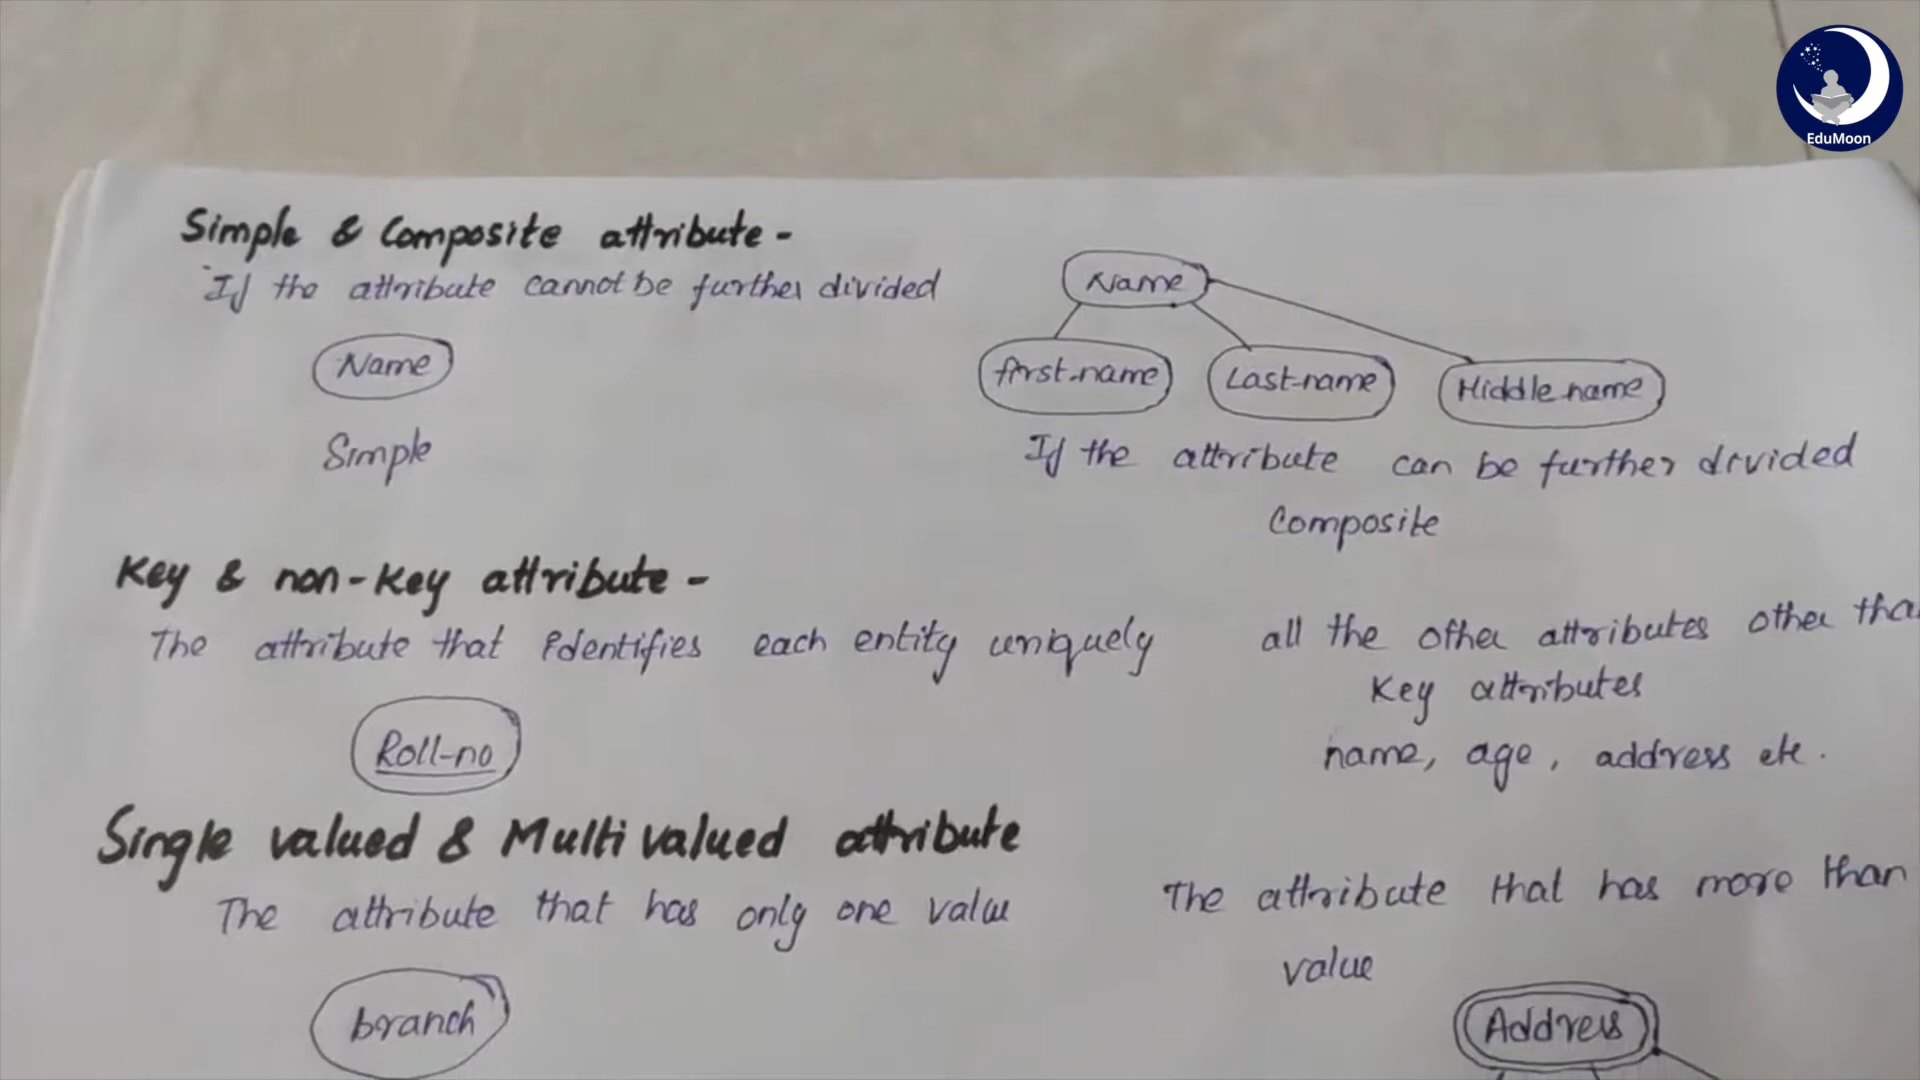 EduMoon
Simple & Composite attribute -
If the attribute cannot be further divided
Name
Simple
Name
first-name
Last-name
Middle-name
If the attribute can be further divided
Composite
Key & non-Key attribute -
The attribute that identifies each entity uniquely
Roll-no
all the other attributes other tha
Key attributes
name, age, address etc.
Single valued & Multi valued attribute
The attribute that has only one value
branch
The attribute that has more than
value
Address